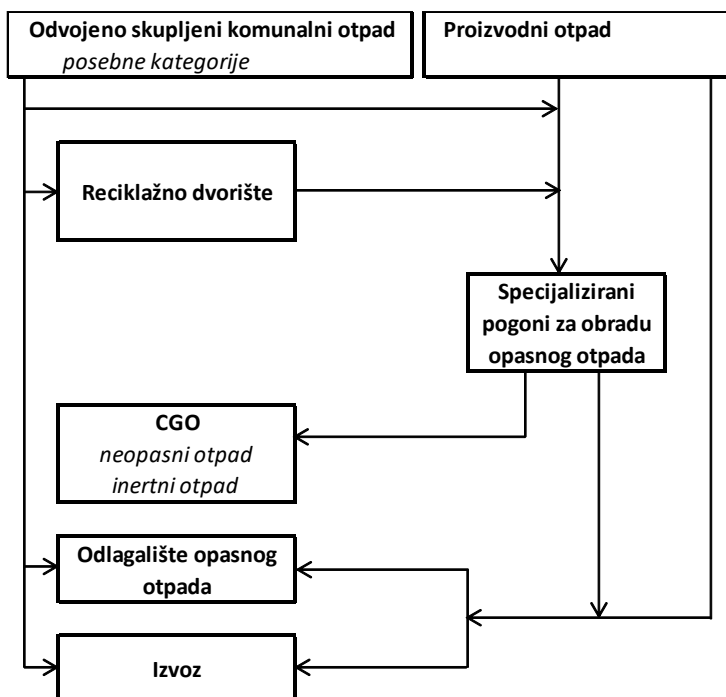 Odvojeno skupljeni komunalni otpad
posebne kategorije
Proizvodni otpad
Reciklažno dvorište
Specijalizirani
pogoni za obradu
opasnog otpada
CGO
neopasni otpad
inertni otpad
Odlagalište opasnog
otpada
Izvoz